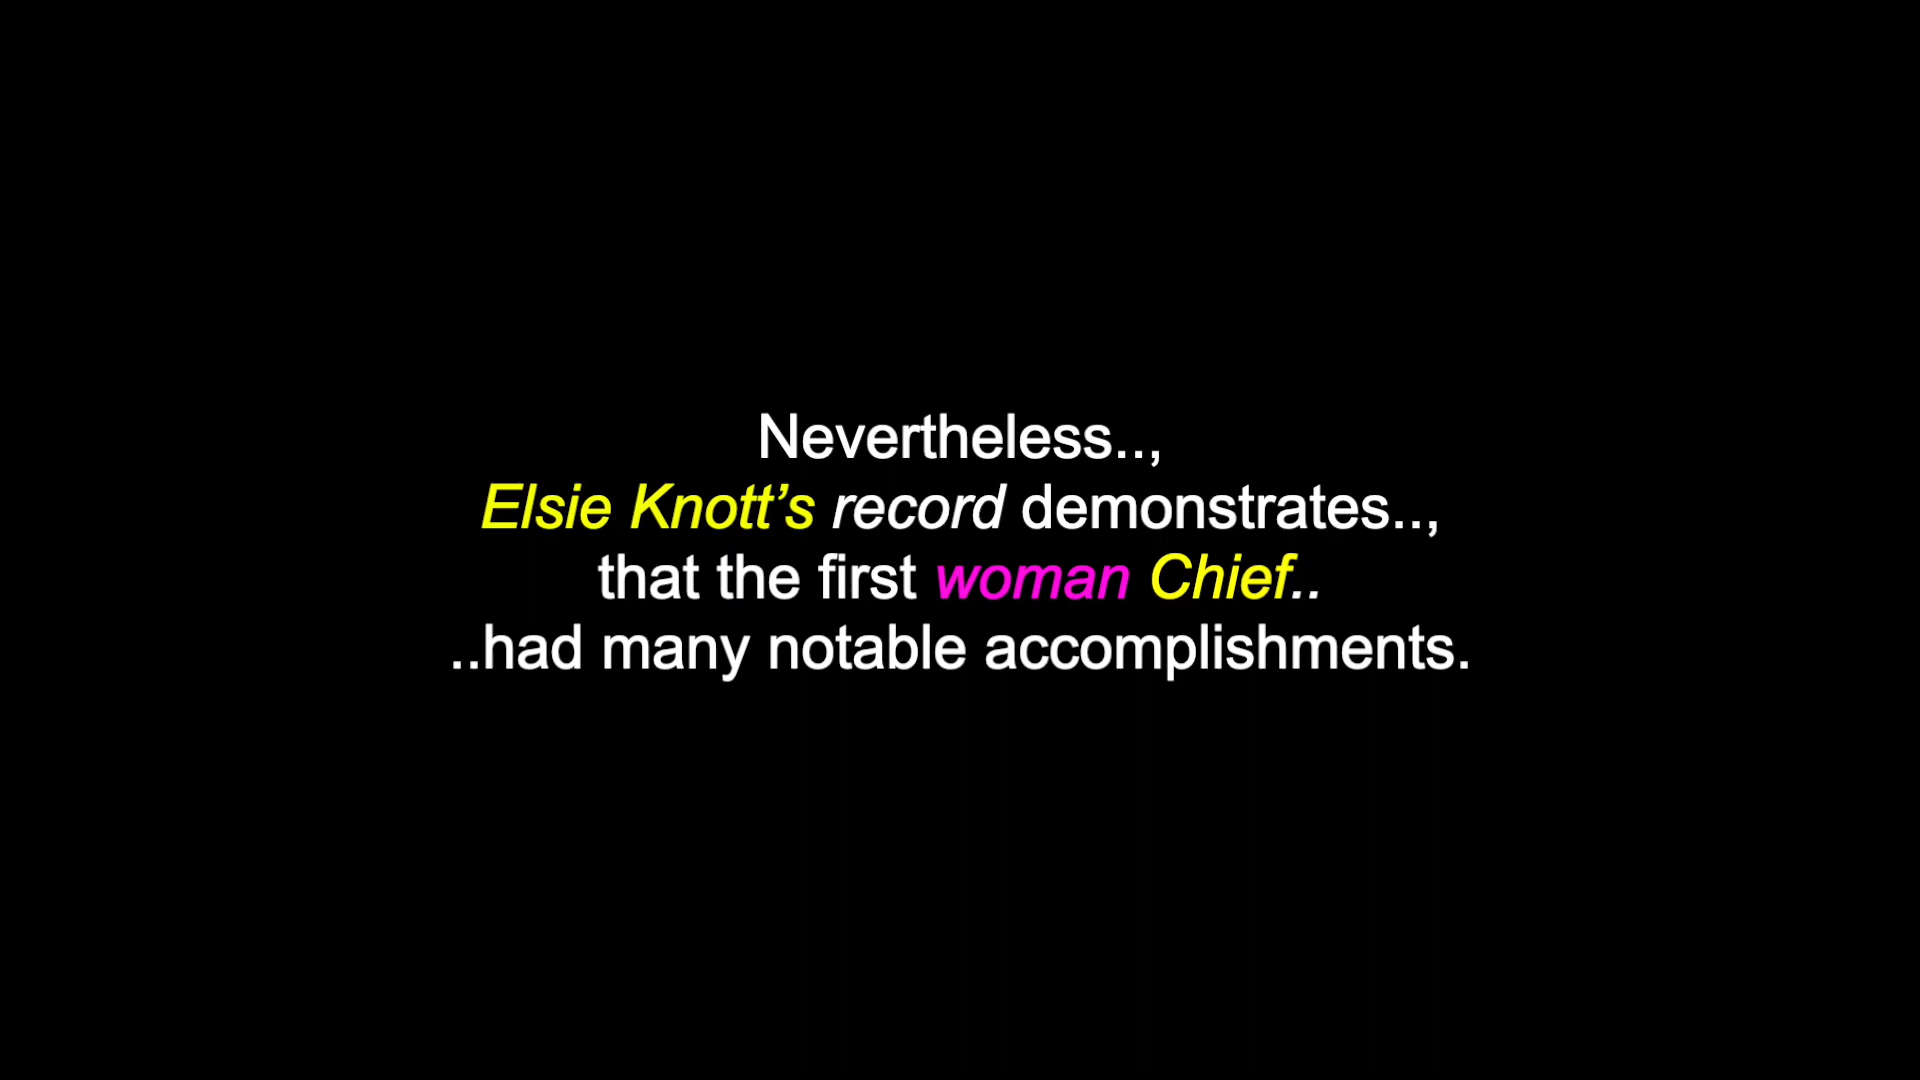 Nevertheless..,
Elsie Knott’s record demonstrates..,
that the first woman Chief..
..had many notable accomplishments.